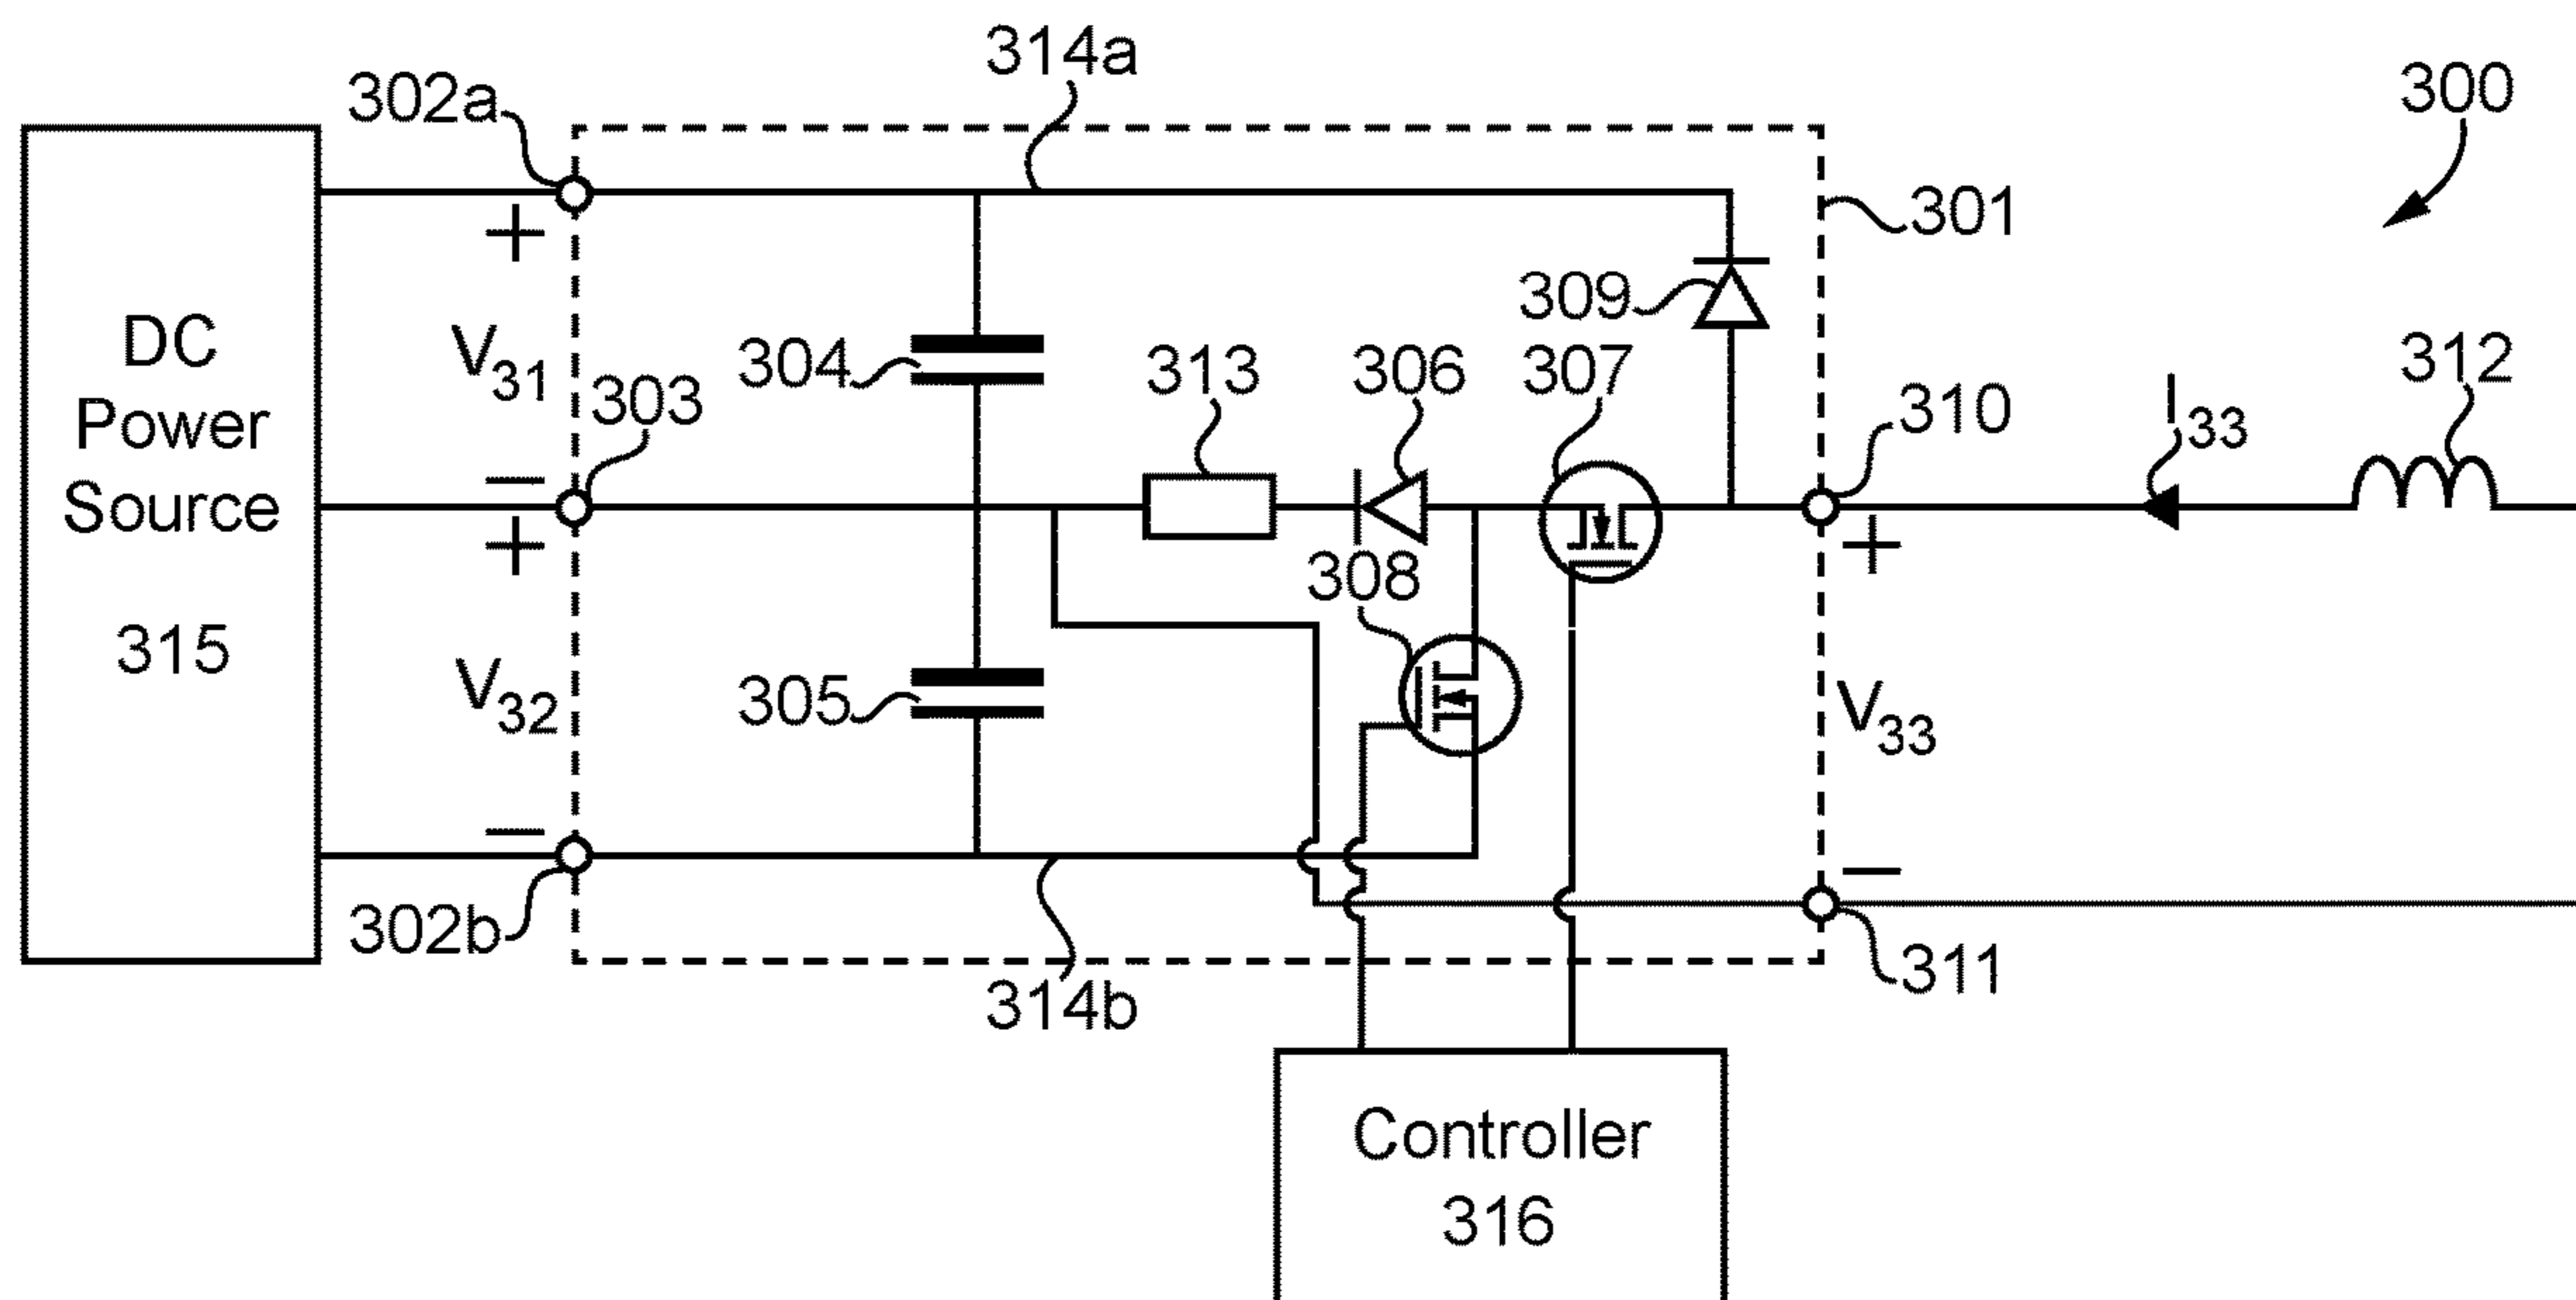 314a
302a
300
+
301
DC
Power
Source
315
V31
309
304
313
306
307
312
303
310
I33
−
+
+
308
V32
305
V33
−
−
302b
311
314b
Controller
316